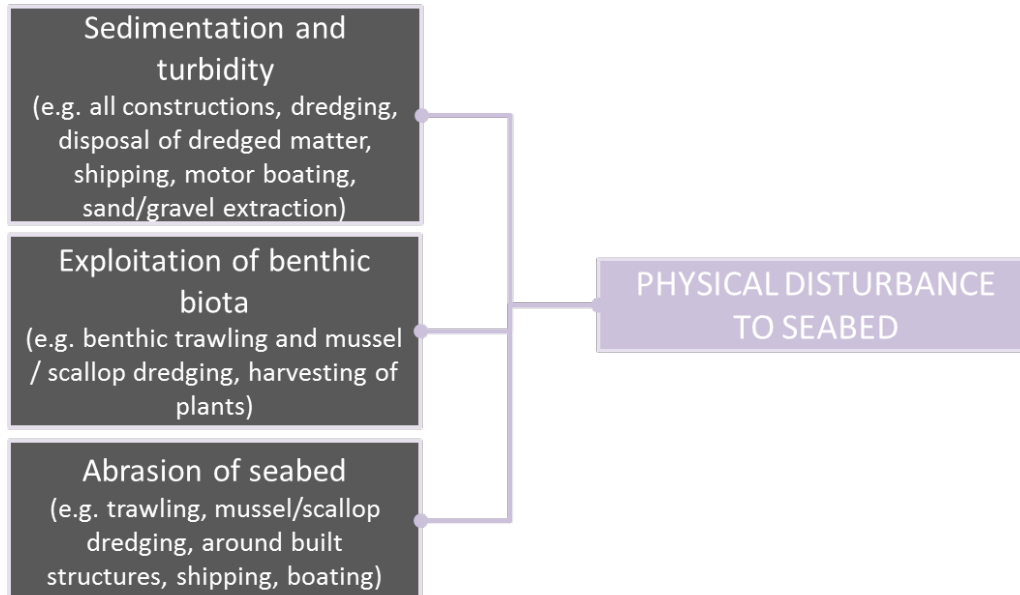 Sedimentation and
turbidity
(e.g. all constructions, dredging,
disposal of dredged matter,
shipping, motor boating,
sand/gravel extraction)
Exploitation of benthic
biota
(e.g. benthic trawling and mussel
/ scallop dredging, harvesting of
plants)
Abrasion of seabed
(e.g. trawling, mussel/scallop
dredging, around built
structures, shipping, boating)
PHYSICAL DISTURBANCE
TO SEABED